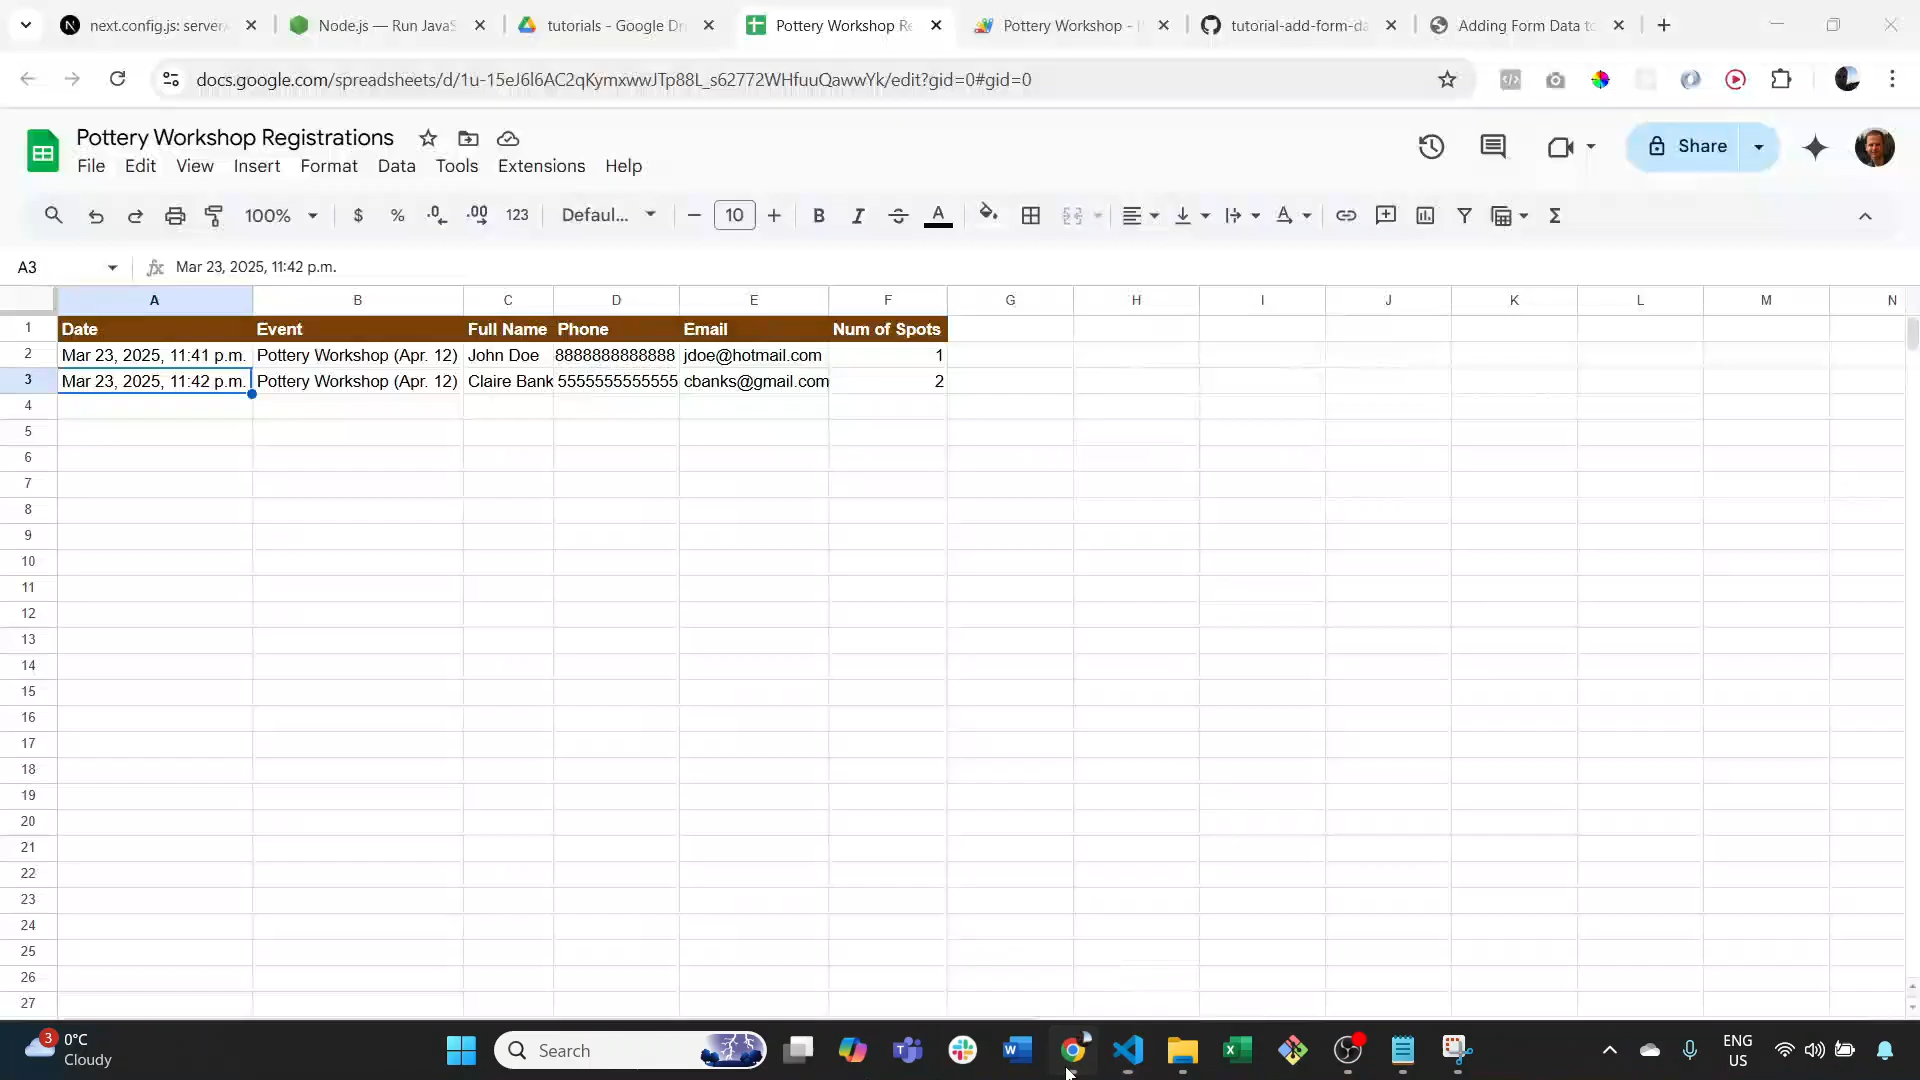 next.config.js: server
Node.js — Run JavaS
tutorials - Google Dr
Pottery Workshop Re
Pottery Workshop -
tutorial-add-form-da
Adding Form Data to
docs.google.com/spreadsheets/d/1u-15eJ6l6AC2qKymxwwJTp88L_s62772WHfuuQawwYk/edit?gid=0#gid=0
Pottery Workshop Registrations
File Edit View Insert Format Data Tools Extensions Help
Share
100% $ % .0 .00 123 Defaul... 10 B I A
A3 fx Mar 23, 2025, 11:42 p.m.
A B C D E F G H I J K L M N
1 Date Event Full Name Phone Email Num of Spots
2 Mar 23, 2025, 11:41 p.m. Pottery Workshop (Apr. 12) John Doe 8888888888888 jdoe@hotmail.com 1
3 Mar 23, 2025, 11:42 p.m. Pottery Workshop (Apr. 12) Claire Bank 5555555555555 cbanks@gmail.com 2
4
5
6
7
8
9
10
11
12
13
14
15
16
17
18
19
20
21
22
23
24
25
26
27
3 0°C
Cloudy
Search
ENG
US